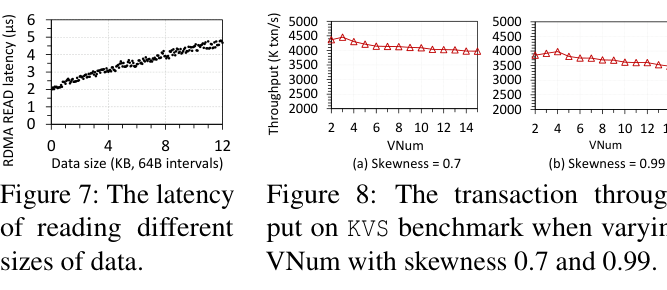 RDMA READ latency (μs)
6
5
4
3
2
1
0
0 4 8 12
Data size (KB, 64B intervals)
Figure 7: The latency
of reading different
sizes of data.
Throughput (K txn/s)
5000
4500
4000
3500
3000
2500
2000
2 4 6 8 10 12 14
VNum
(a) Skewness = 0.7
5000
4500
4000
3500
3000
2500
2000
2 4 6 8 10 12
VNum
(b) Skewness = 0.99
Figure 8: The transaction throug
put on KVS benchmark when varyin
VNum with skewness 0.7 and 0.99.